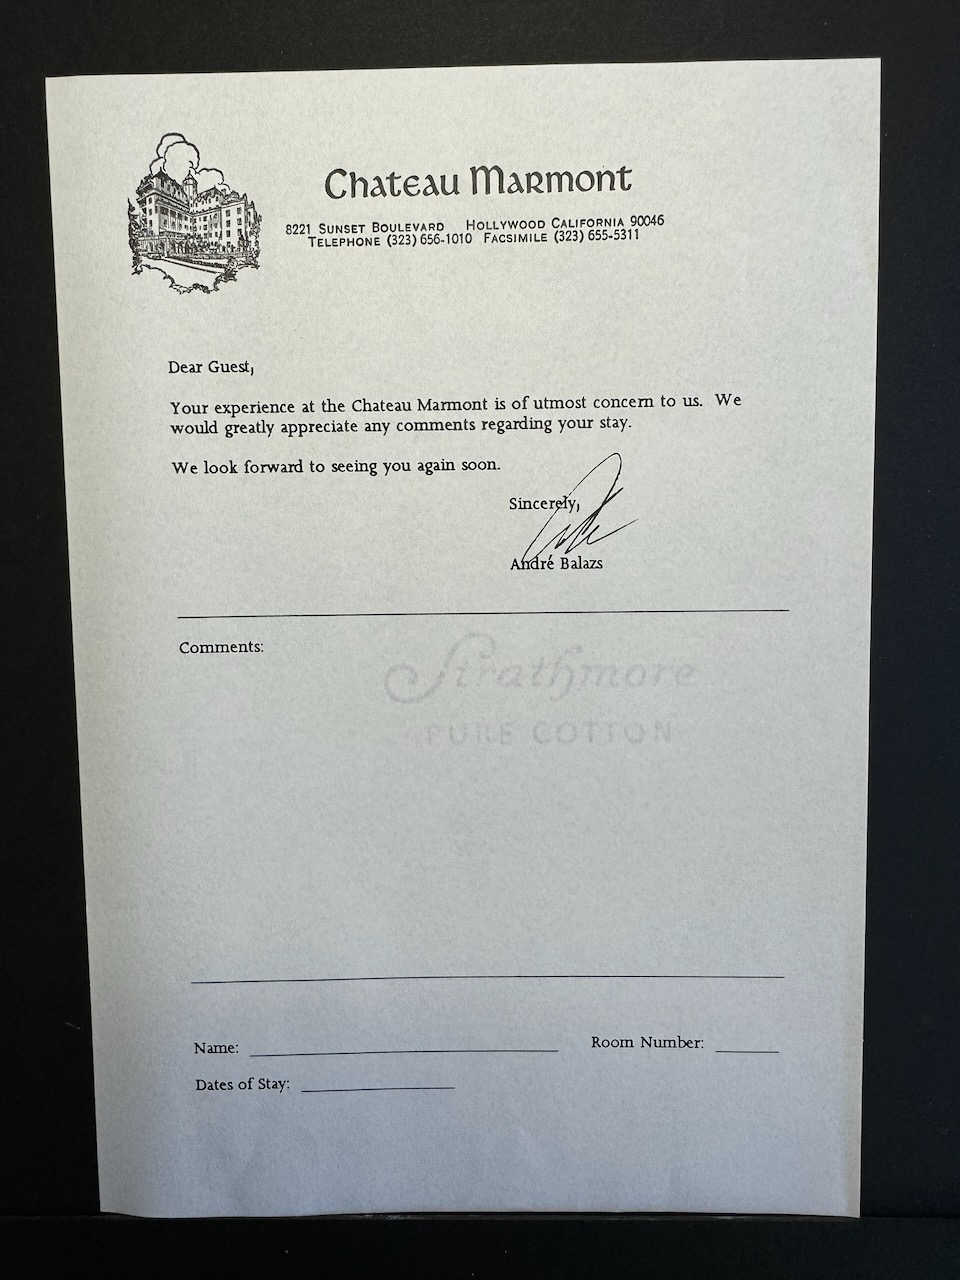 Chateau Marmont
8221 Sunset Boulevard Hollywood California 90046
Telephone (323) 656-1010 Facsimile (323) 655-5311
Dear Guest,
Your experience at the Chateau Marmont is of utmost concern to us. We
would greatly appreciate any comments regarding your stay.
We look forward to seeing you again soon.
Sincerely,
André Balazs
Comments:
Strathmore
PURE COTTON
Name:
Room Number:
Dates of Stay: